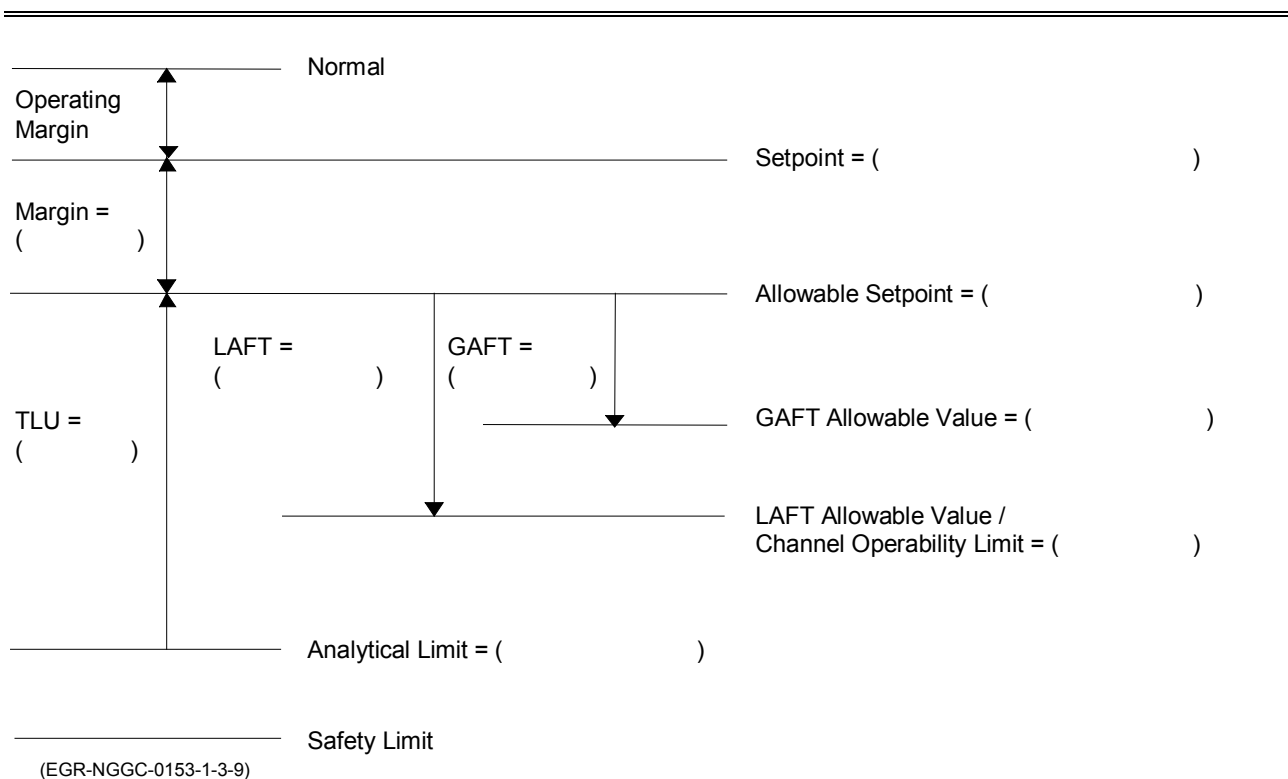 Normal
Operating
Margin
Setpoint = ( )
Margin =
( )
Allowable Setpoint = ( )
LAFT =
( )
GAFT =
( )
TLU =
( )
GAFT Allowable Value = ( )
LAFT Allowable Value /
Channel Operability Limit = ( )
Analytical Limit = ( )
Safety Limit
(EGR-NGGC-0153-1-3-9)